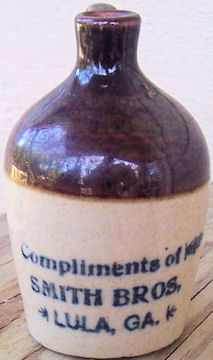 Compliments of
SMITH BROS.
LULA, GA.